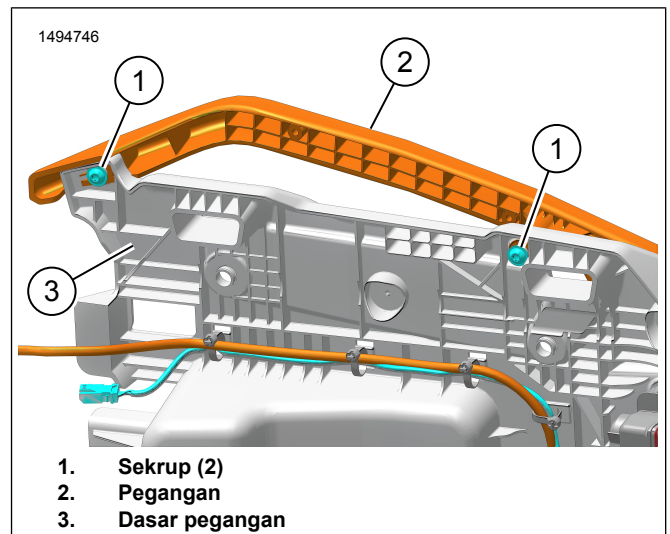 1494746
1
2
1
3
1. Sekrup (2)
2. Pegangan
3. Dasar pegangan